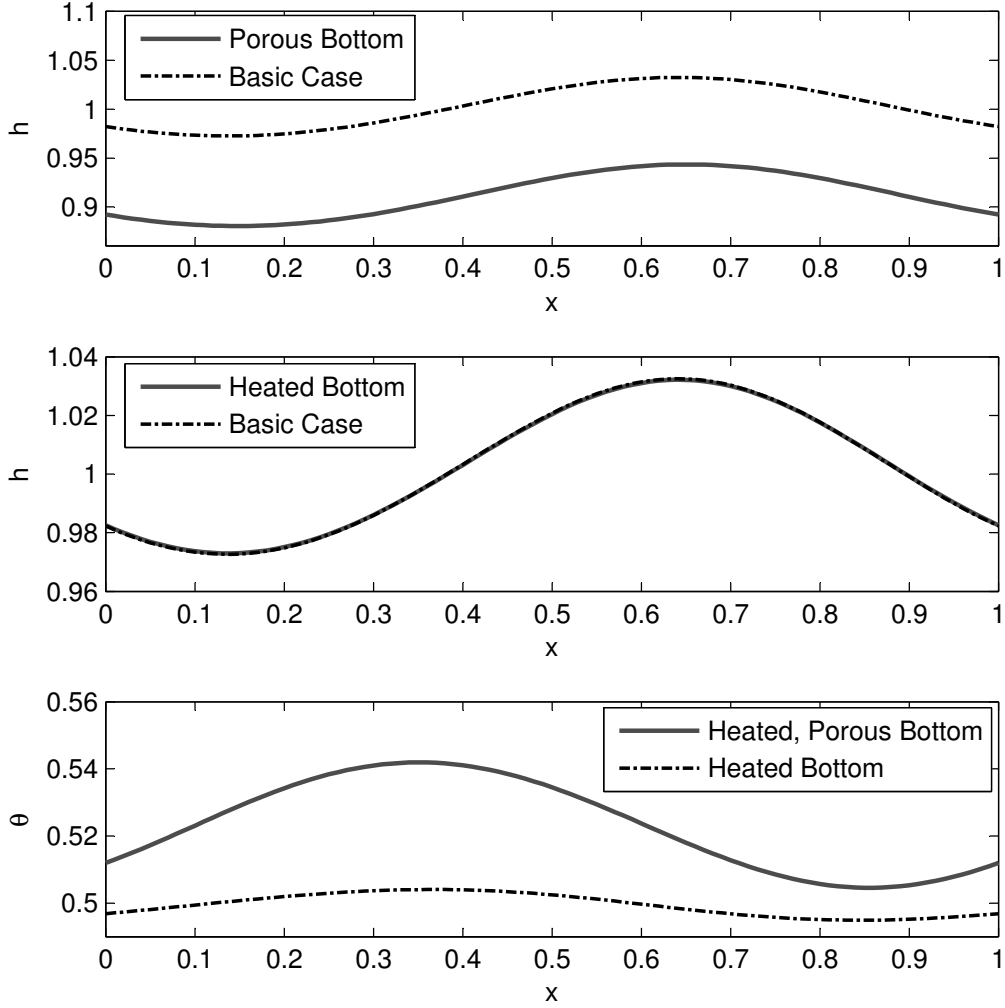 1.1
1.05
1
0.95
0.9
h
Porous Bottom
Basic Case
0 0.1 0.2 0.3 0.4 0.5 0.6 0.7 0.8 0.9 1
x
1.04
1.02
1
0.98
0.96
h
Heated Bottom
Basic Case
0 0.1 0.2 0.3 0.4 0.5 0.6 0.7 0.8 0.9 1
x
0.56
0.54
0.52
0.5
θ
Heated, Porous Bottom
Heated Bottom
0 0.1 0.2 0.3 0.4 0.5 0.6 0.7 0.8 0.9 1
x